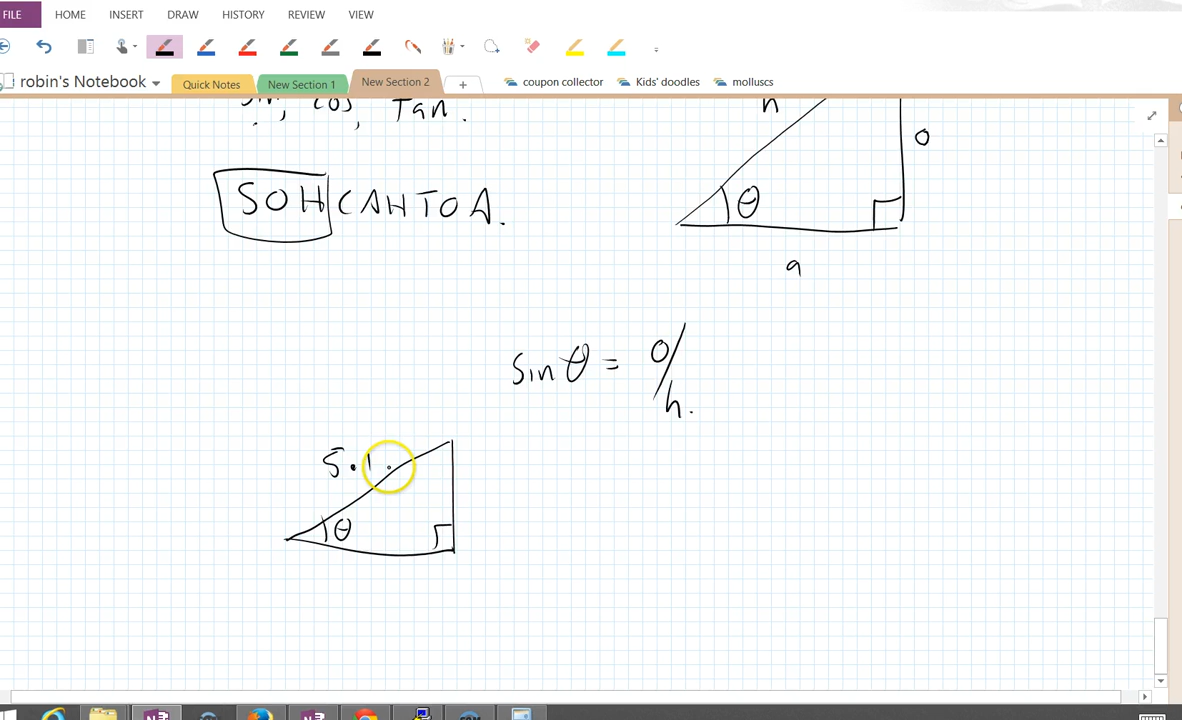 FILE HOME INSERT DRAW HISTORY REVIEW VIEW
robin's Notebook Quick Notes New Section 1 New Section 2 + coupon collector Kids' doodles molluscs
sin, cos, Tan.
h
o
SOHCAHTOA.
θ
a
sin θ = o/h.
5.1
θ